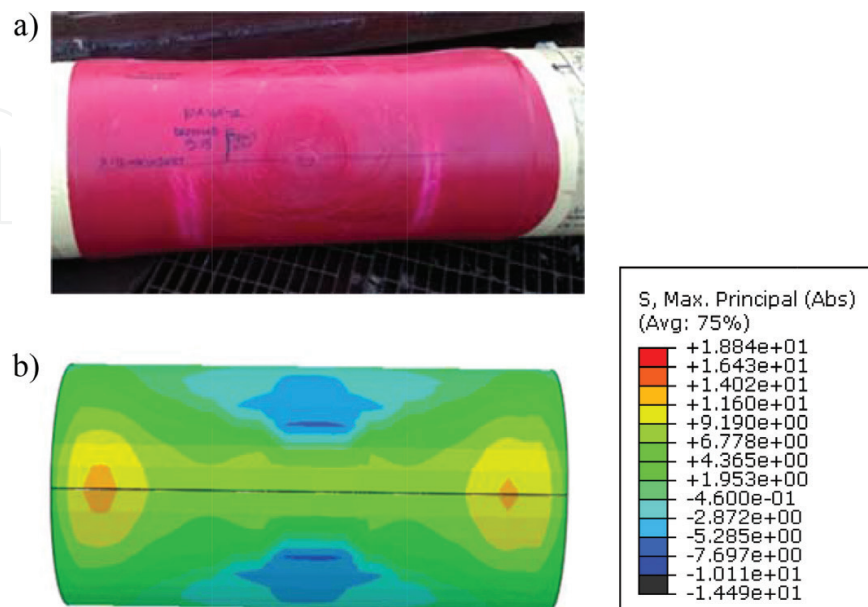 a)
b)
S, Max. Principal (Abs)
(Avg: 75%)
+1.884e+01
+1.643e+01
+1.402e+01
+1.160e+01
+9.190e+00
+6.778e+00
+4.365e+00
+1.953e+00
-4.600e-01
-2.872e+00
-5.285e+00
-7.697e+00
-1.011e+01
-1.449e+01